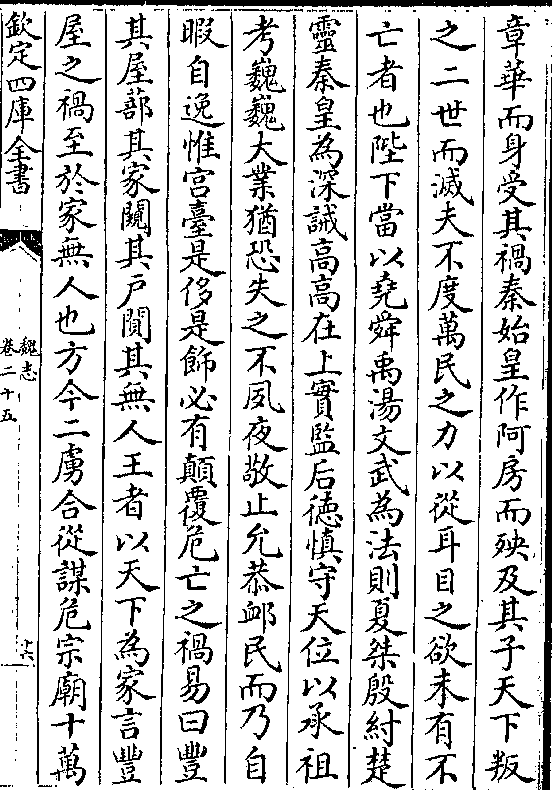 章華而身受其禍秦始皇作阿房而殃及其子天下叛
之二世而滅夫不度萬民之力以從耳目之欲未有不
亡者也陛下當以堯舜禹湯文武為法則夏桀殷紂楚
靈秦皇為深誡高高在上實監后徳慎守天位以承祖
考巍巍大業猶恐失之不夙夜敬止允恭䘏民而乃自
暇自逸惟宫臺是侈是飾必有顛覆危亡之禍易曰豐
其屋蔀其家闚其户闃其無人王者以天下為家言豐
屋之禍至於家無人也方今二虜合從謀危宗廟十萬
欽定四庫全書
魏志
卷二十五
十六